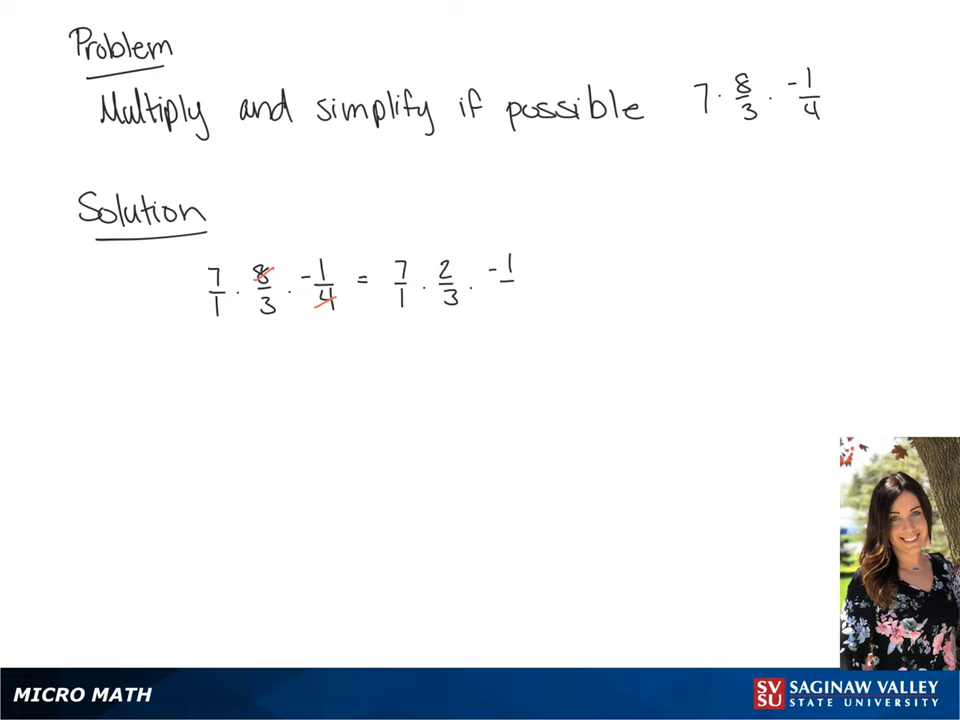 Problem
Multiply and simplify if possible 7 · 8/3 · -1/4
Solution
7/1 · 8/3 · -1/4 = 7/1 · 2/3 · -1/
MICRO MATH
SVSU SAGINAW VALLEY
STATE UNIVERSITY